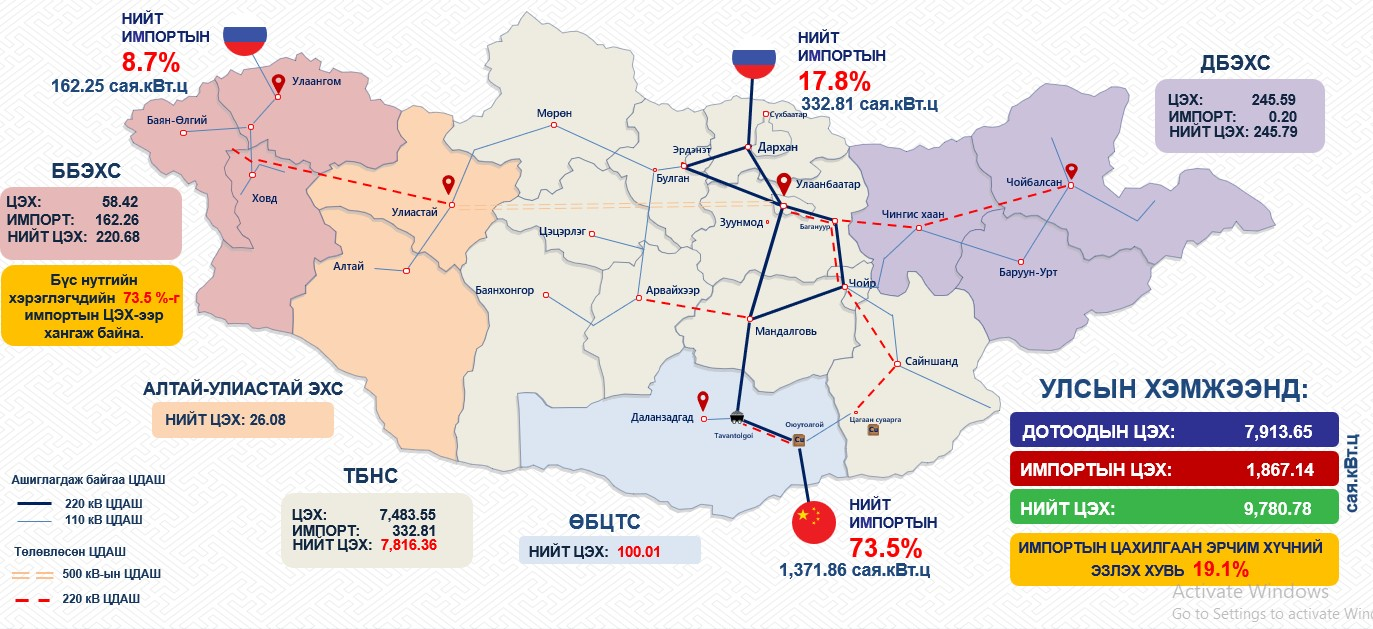 НИЙТ
ИМПОРТЫН
8.7%
162.25 сая.кВт.ц
НИЙТ
ИМПОРТЫН
17.8%
332.81 сая.кВт.ц
ДБЭХС
ЦЭХ: 245.59
ИМПОРТ: 0.20
НИЙТ ЦЭХ: 245.79
Улаангом
Баян-Өлгий
Ховд
ББЭХС
ЦЭХ: 58.42
ИМПОРТ: 162.26
НИЙТ ЦЭХ: 220.68
Бүс нутгийн
хэрэглэгчдийн 73.5 %-г
импортын ЦЭХ-ээр
хангаж байна.
Мөрөн
Сүхбаатар
Эрдэнэт
Дархан
Булган
Улаанбаатар
Улиастай
Зуунмод
Багануур
Цэцэрлэг
Чойбалсан
Чингис хаан
Баруун-Урт
Алтай
Баянхонгор
Арвайхээр
Чойр
Мандалговь
Сайншанд
Даланзадгад
Tavantolgoi
Оюутолгой
Cu
Цагаан суварга
Cu
АЛТАЙ-УЛИАСТАЙ ЭХС
НИЙТ ЦЭХ: 26.08
УЛСЫН ХЭМЖЭЭНД:
ДОТООДЫН ЦЭХ: 7,913.65
ИМПОРТЫН ЦЭХ: 1,867.14
НИЙТ ЦЭХ: 9,780.78
сая.кВт.ц
ИМПОРТЫН ЦАХИЛГААН ЭРЧИМ ХҮЧНИЙ
ЭЗЛЭХ ХУВЬ 19.1%
Ашиглагдаж байгаа ЦДАШ
220 кВ ЦДАШ
110 кВ ЦДАШ
Төлөвлөсөн ЦДАШ
500 кВ-ын ЦДАШ
220 кВ ЦДАШ
ТБНС
ЦЭХ: 7,483.55
ИМПОРТ: 332.81
НИЙТ ЦЭХ: 7,816.36
ӨБЦТС
НИЙТ ЦЭХ: 100.01
НИЙТ
ИМПОРТЫН
73.5%
1,371.86 сая.кВт.ц
Activate Windows
Go to Settings to activate Win